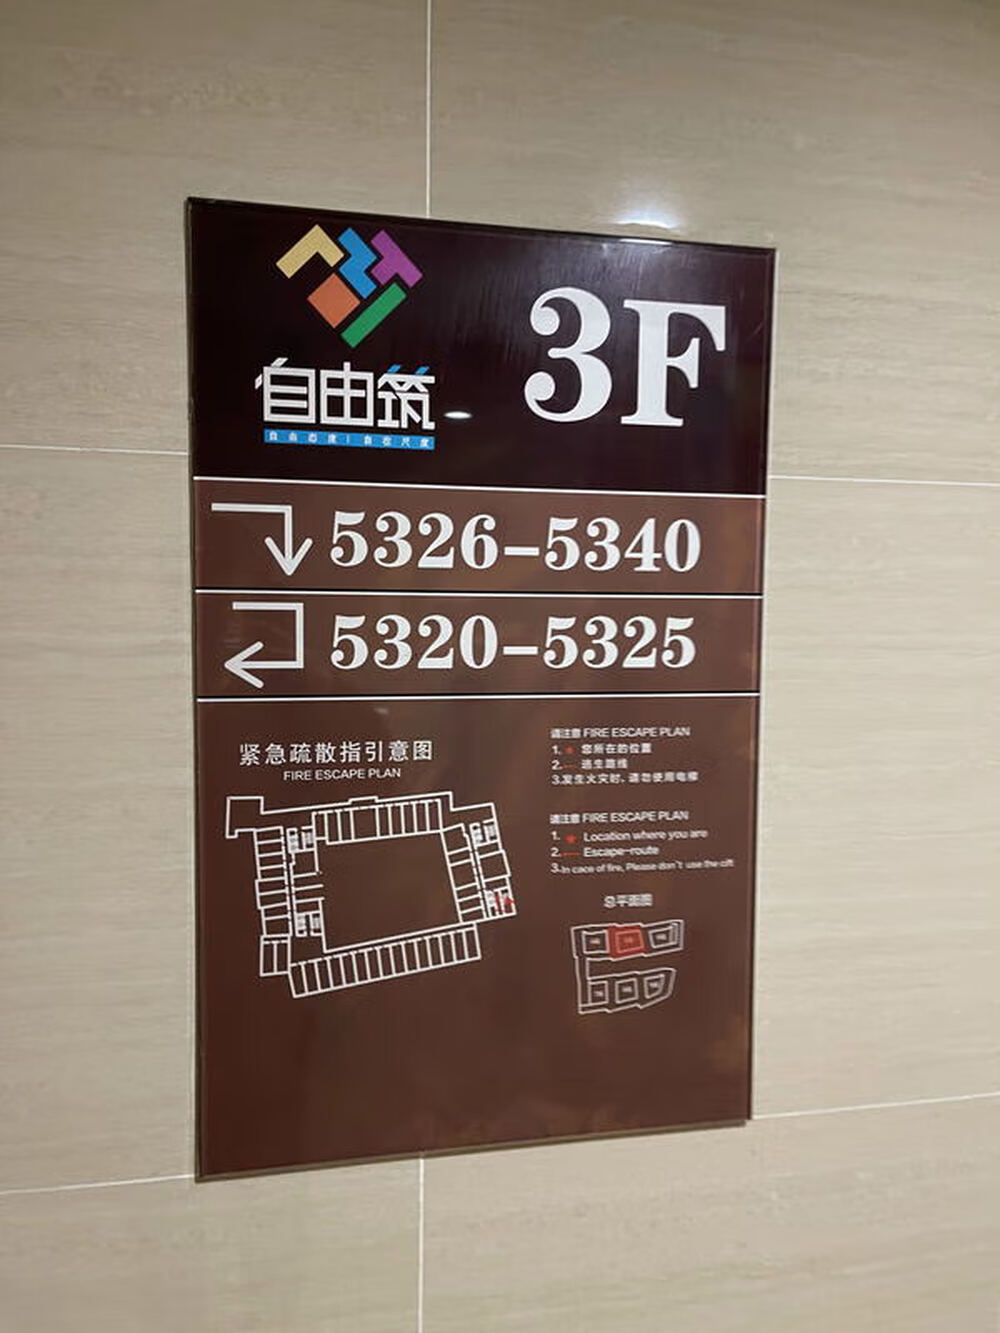 自由筑
自由态度|自在尺度
3F
5326-5340
5320-5325
紧急疏散指引意图
FIRE ESCAPE PLAN
请注意 FIRE ESCAPE PLAN
1. ★ 您所在的位置
2. — 逃生路线
3.发生火灾时、请勿使用电梯
请注意 FIRE ESCAPE PLAN
1. ★ Location where you are
2. — Escape-route
3.In cace of fire, Please don't use the clft
总平面图